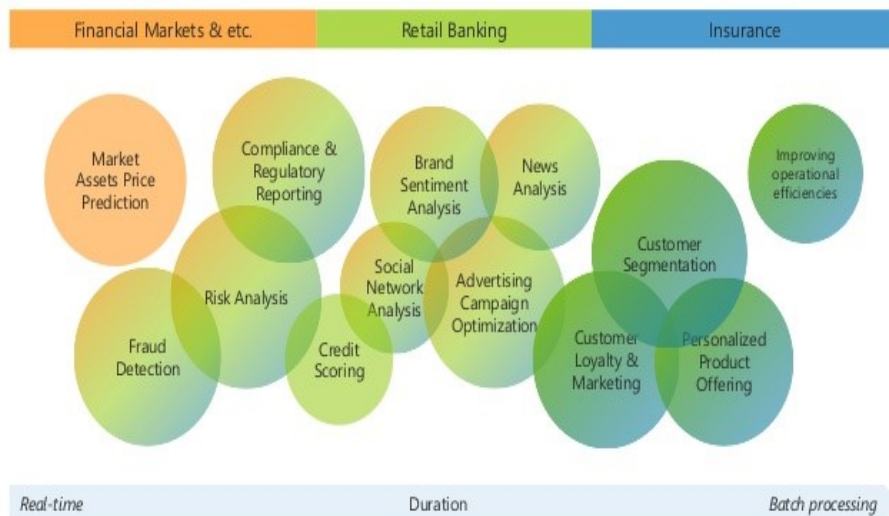 Financial Markets & etc.
Retail Banking
Insurance
Market
Assets Price
Prediction
Compliance &
Regulatory
Reporting
Brand
Sentiment
Analysis
News
Analysis
Improving
operational
efficiencies
Customer
Segmentation
Risk Analysis
Social
Network
Analysis
Advertising
Campaign
Optimization
Fraud
Detection
Credit
Scoring
Customer
Loyalty &
Marketing
Personalized
Product
Offering
Real-time
Duration
Batch processing